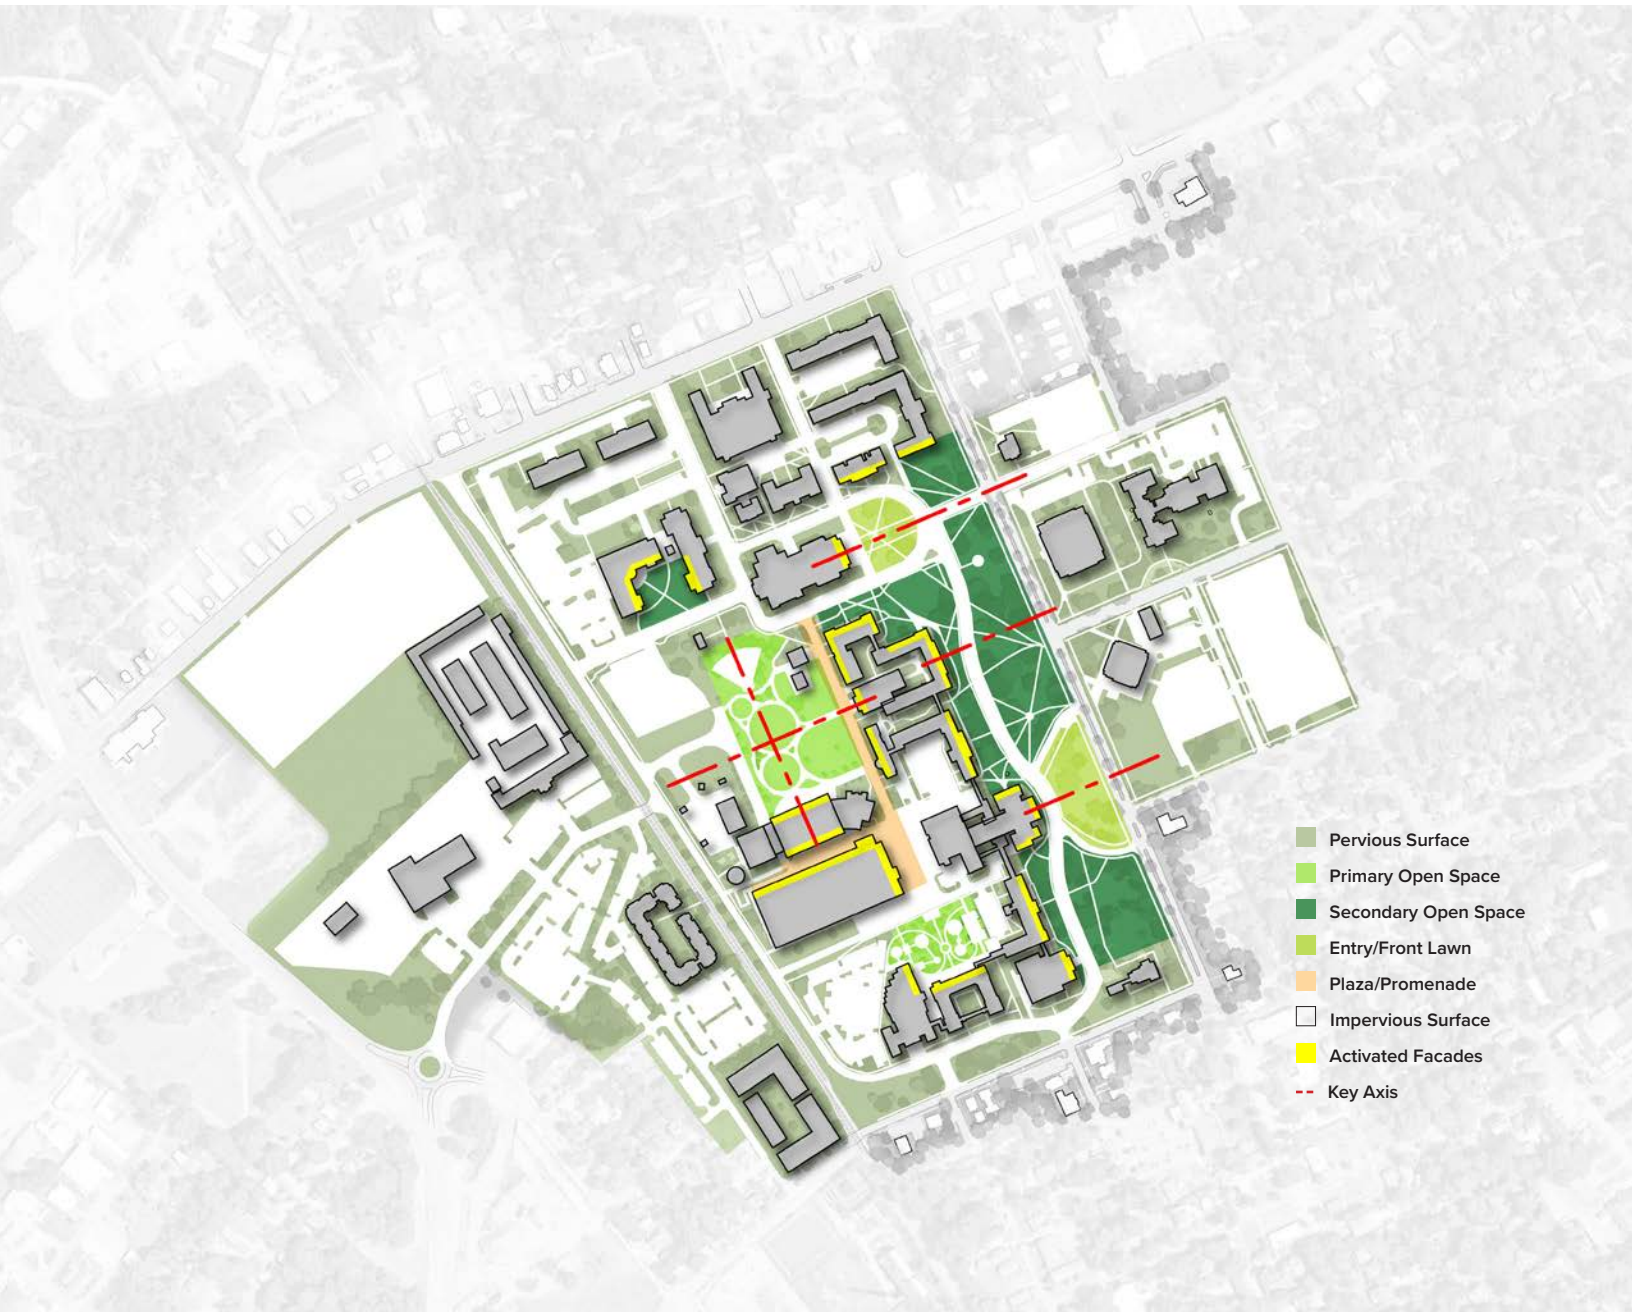 Pervious Surface
Primary Open Space
Secondary Open Space
Entry/Front Lawn
Plaza/Promenade
Impervious Surface
Activated Facades
Key Axis